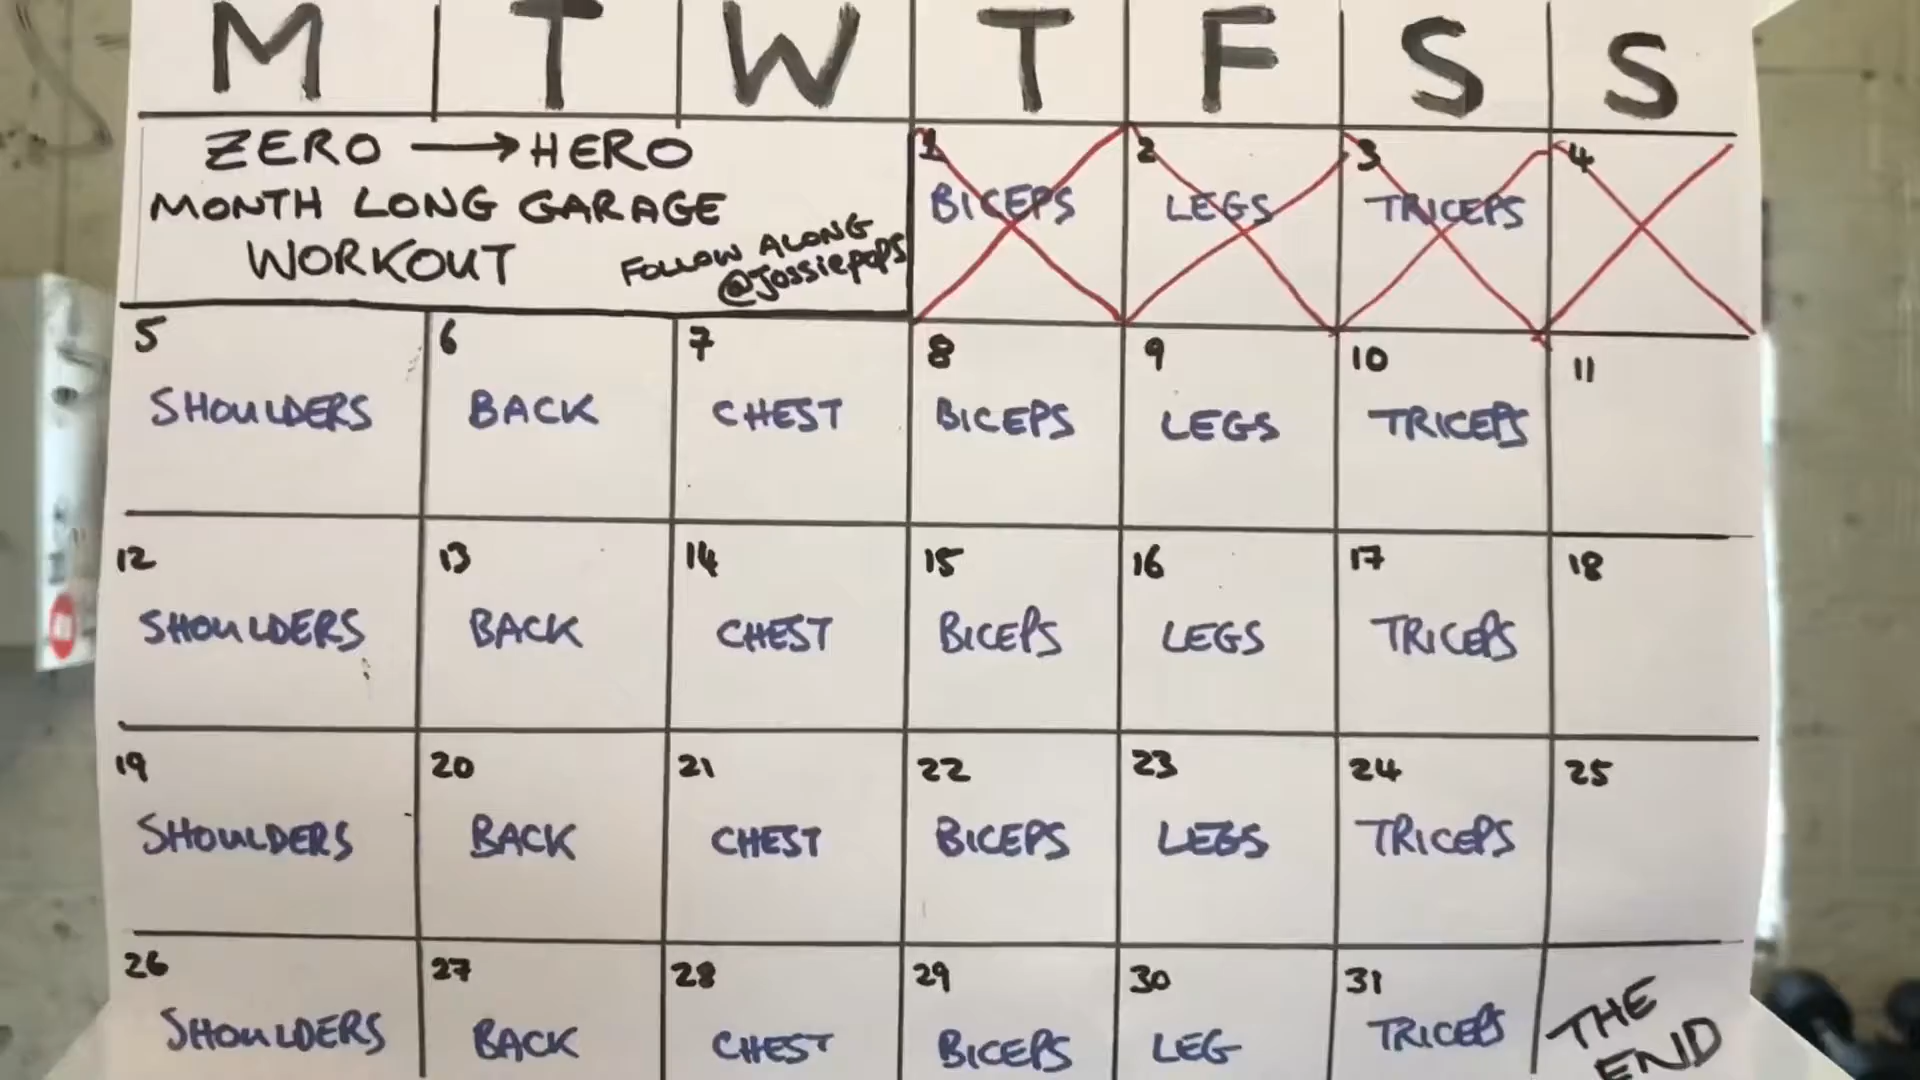 M T W T F S S
ZERO → HERO
MONTH LONG GARAGE
WORKOUT
FOLLOW ALONG
@Jossiepops
1 2 3 4
BICEPS LEGS TRICEPS
5 6 7 8 9 10 11
SHOULDERS BACK CHEST BICEPS LEGS TRICEPS
12 13 14 15 16 17 18
SHOULDERS BACK CHEST BICEPS LEGS TRICEPS
19 20 21 22 23 24 25
SHOULDERS BACK CHEST BICEPS LEGS TRICEPS
26 27 28 29 30 31
SHOULDERS BACK CHEST BICEPS LEG TRICEPS
THE
END